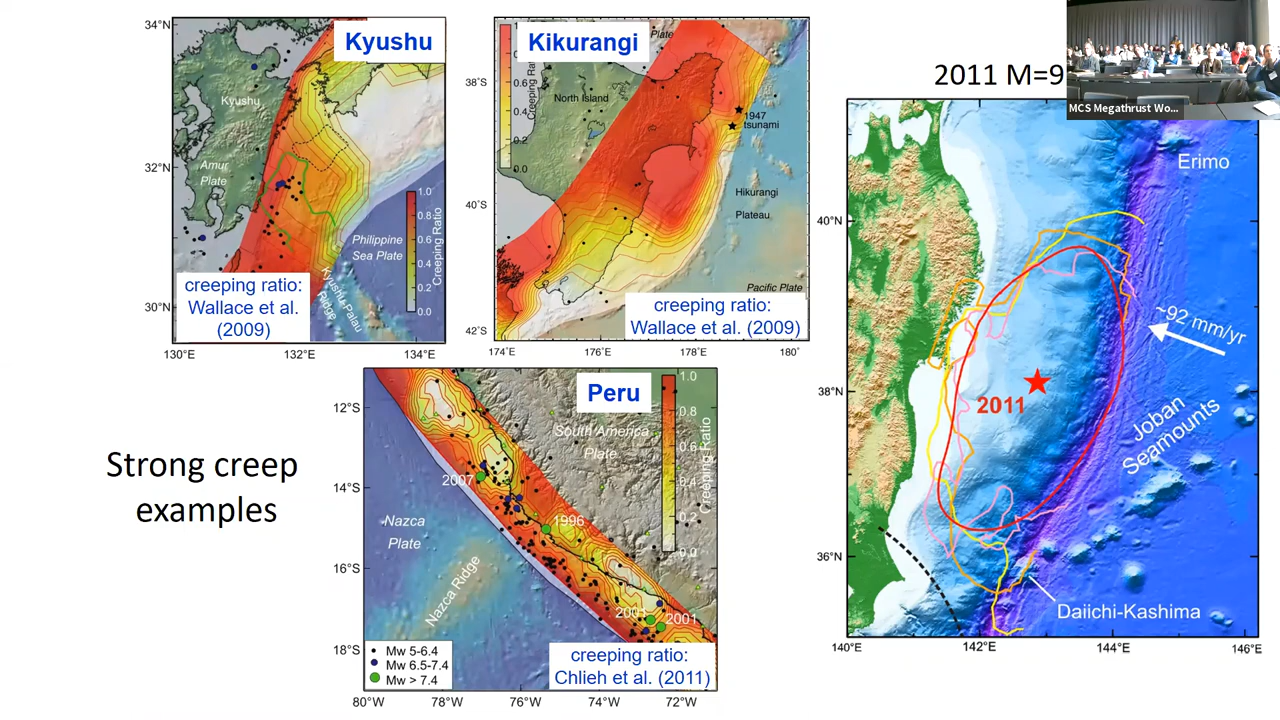 Kyushu
34°N
32°N
30°N
130°E
132°E
134°E
Kyushu
Amur
Plate
Philippine
Sea Plate
Kyushu-Palau
Ridge
Creeping Ratio
1.0
0.8
0.6
0.4
0.2
0.0
creeping ratio:
Wallace et al.
(2009)
Kikurangi
Plate
38°S
40°S
42°S
174°E
176°E
178°E
180°
1
0.8
0.6
0.4
0.2
0.0
Creeping Ra
North Island
1947
tsunami
Hikurangi
Plateau
Pacific Plate
creeping ratio:
Wallace et al. (2009)
2011 M=9
MCS Megathrust Wo...
Erimo
40°N
38°N
36°N
140°E
142°E
144°E
146°E
~92 mm/yr
2011
Joban
Seamounts
Daiichi-Kashima
Strong creep
examples
Peru
12°S
14°S
16°S
18°S
80°W
78°W
76°W
74°W
72°W
South America
Plate
Creeping Ratio
1.0
0.8
0.6
0.4
0.2
0.0
2007
1996
2001
2001
Nazca
Plate
Nazca Ridge
Mw 5-6.4
Mw 6.5-7.4
Mw > 7.4
creeping ratio:
Chlieh et al. (2011)